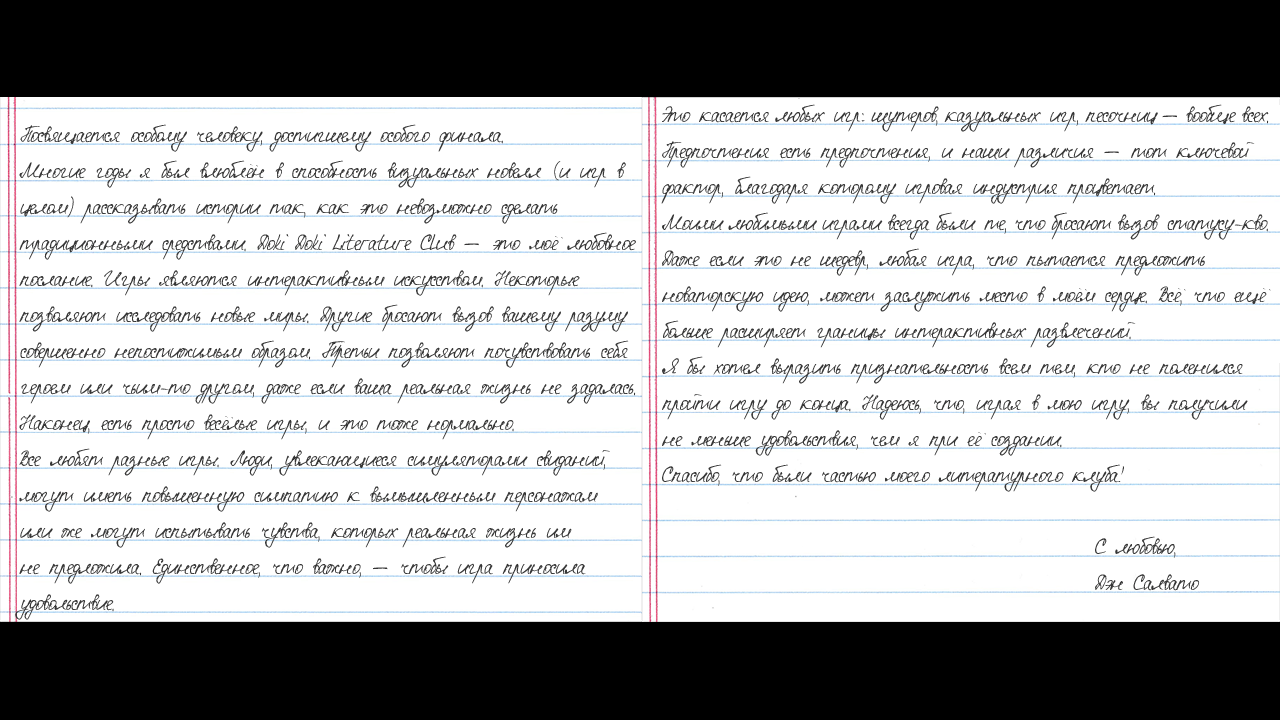 Посвящается особому человеку, достигшему особого финала.
Многие годы я был влюблён в способность визуальных новелл (и игр в
целом) рассказывать истории так, как это невозможно сделать
традиционными средствами. Doki Doki Literature Club — это моё любовное
послание. Игры являются интерактивным искусством. Некоторые
позволяют исследовать новые миры. Другие бросают вызов вашему разуму
совершенно непостижимым образом. Третьи позволяют почувствовать себя
героем или чьим-то другом, даже если ваша реальная жизнь не задалась.
Наконец, есть просто весёлые игры, и это тоже нормально.
Все любят разные игры. Люди, увлекающиеся симуляторами свиданий,
могут иметь повышенную симпатию к вымышленным персонажам
или же могут испытывать чувства, которых реальная жизнь им
не предложила. Единственное, что важно, — чтобы игра приносила
удовольствие.
Это касается любых игр: шутеров, казуальных игр, песочниц — вообще всех.
Предпочтения есть предпочтения, и наши различия — тот ключевой
фактор, благодаря которому игровая индустрия процветает.
Моими любимыми играми всегда были те, что бросают вызов статусу-кво.
Даже если это не шедевр, любая игра, что пытается предложить
новаторскую идею, может заслужить место в моём сердце. Всё, что ещё
больше расширяет границы интерактивных развлечений.
Я бы хотел выразить признательность всем тем, кто не поленился
пройти игру до конца. Надеюсь, что, играя в мою игру, вы получили
не меньше удовольствия, чем я при её создании.
Спасибо, что были частью моего литературного клуба!
С любовью,
Дэн Салвато